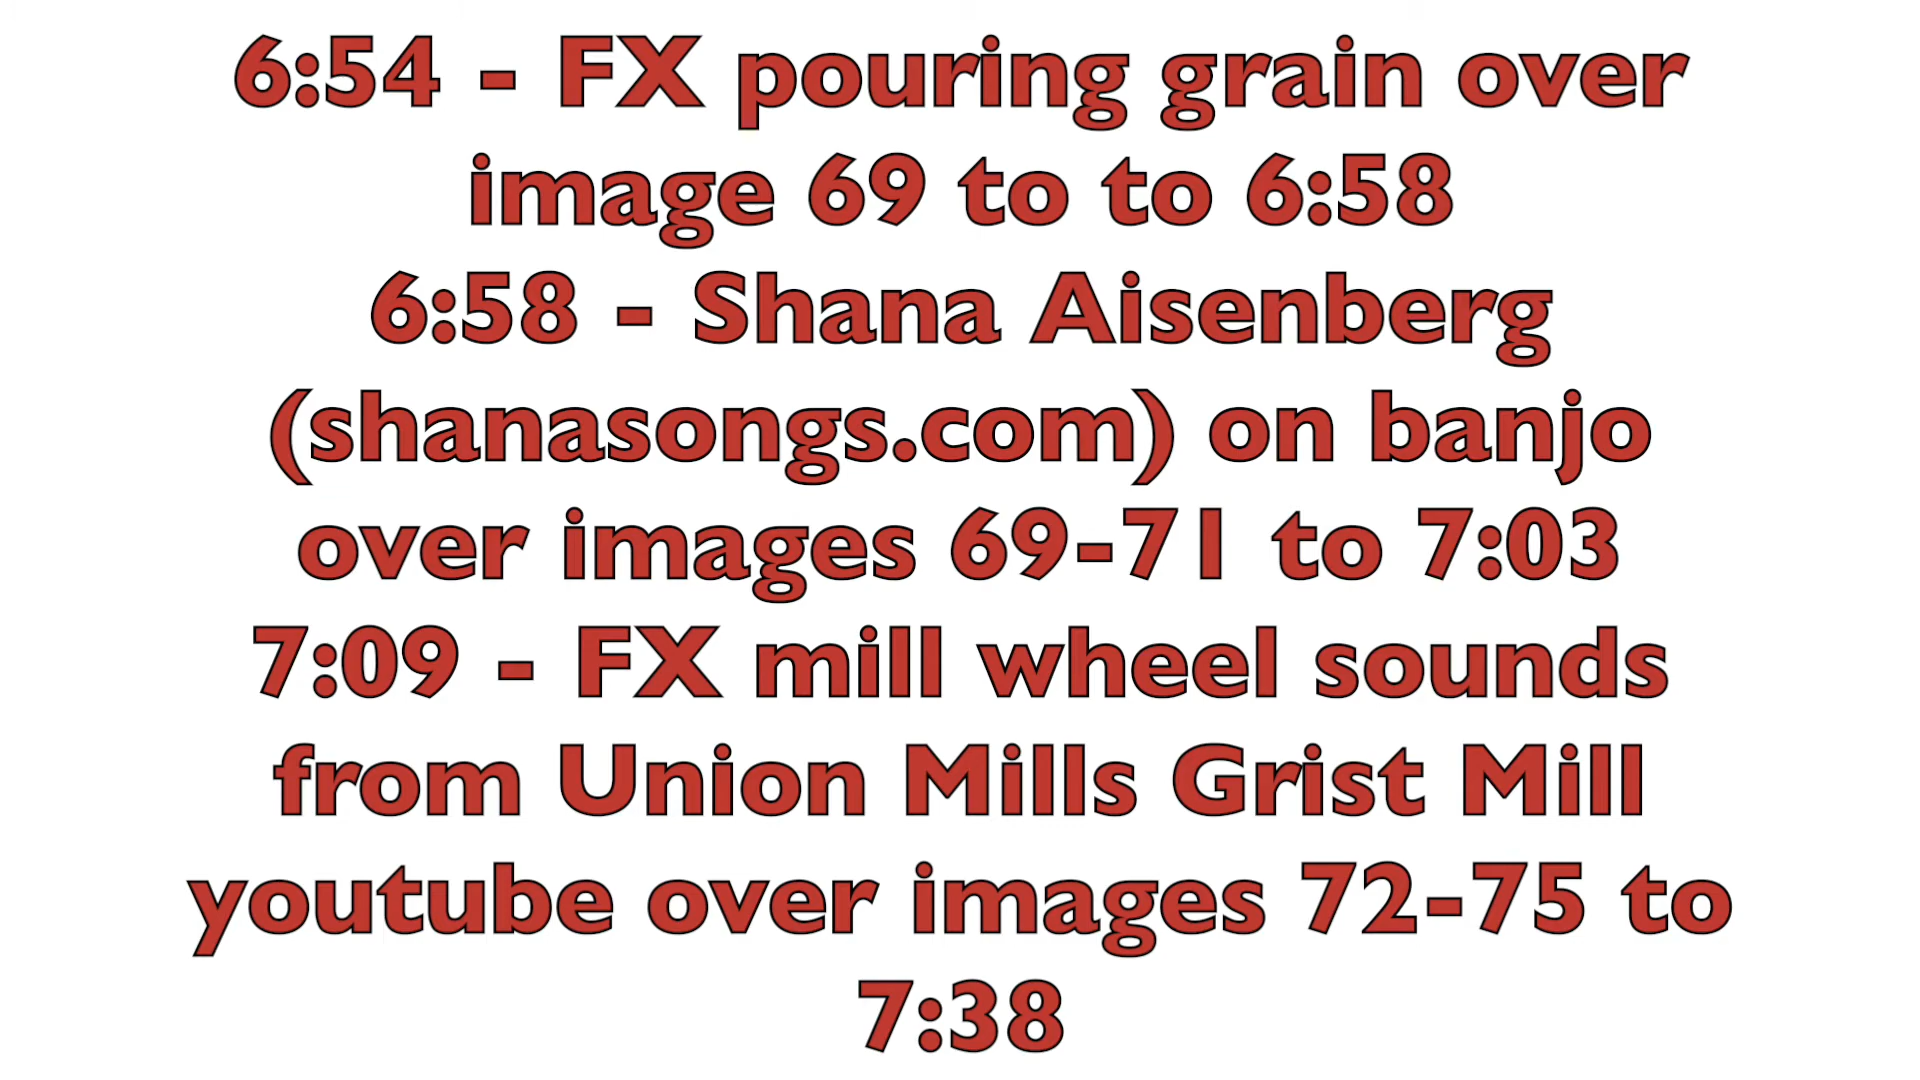 6:54 - FX pouring grain over
image 69 to to 6:58
6:58 - Shana Aisenberg
(shanasongs.com) on banjo
over images 69-71 to 7:03
7:09 - FX mill wheel sounds
from Union Mills Grist Mill
youtube over images 72-75 to
7:38